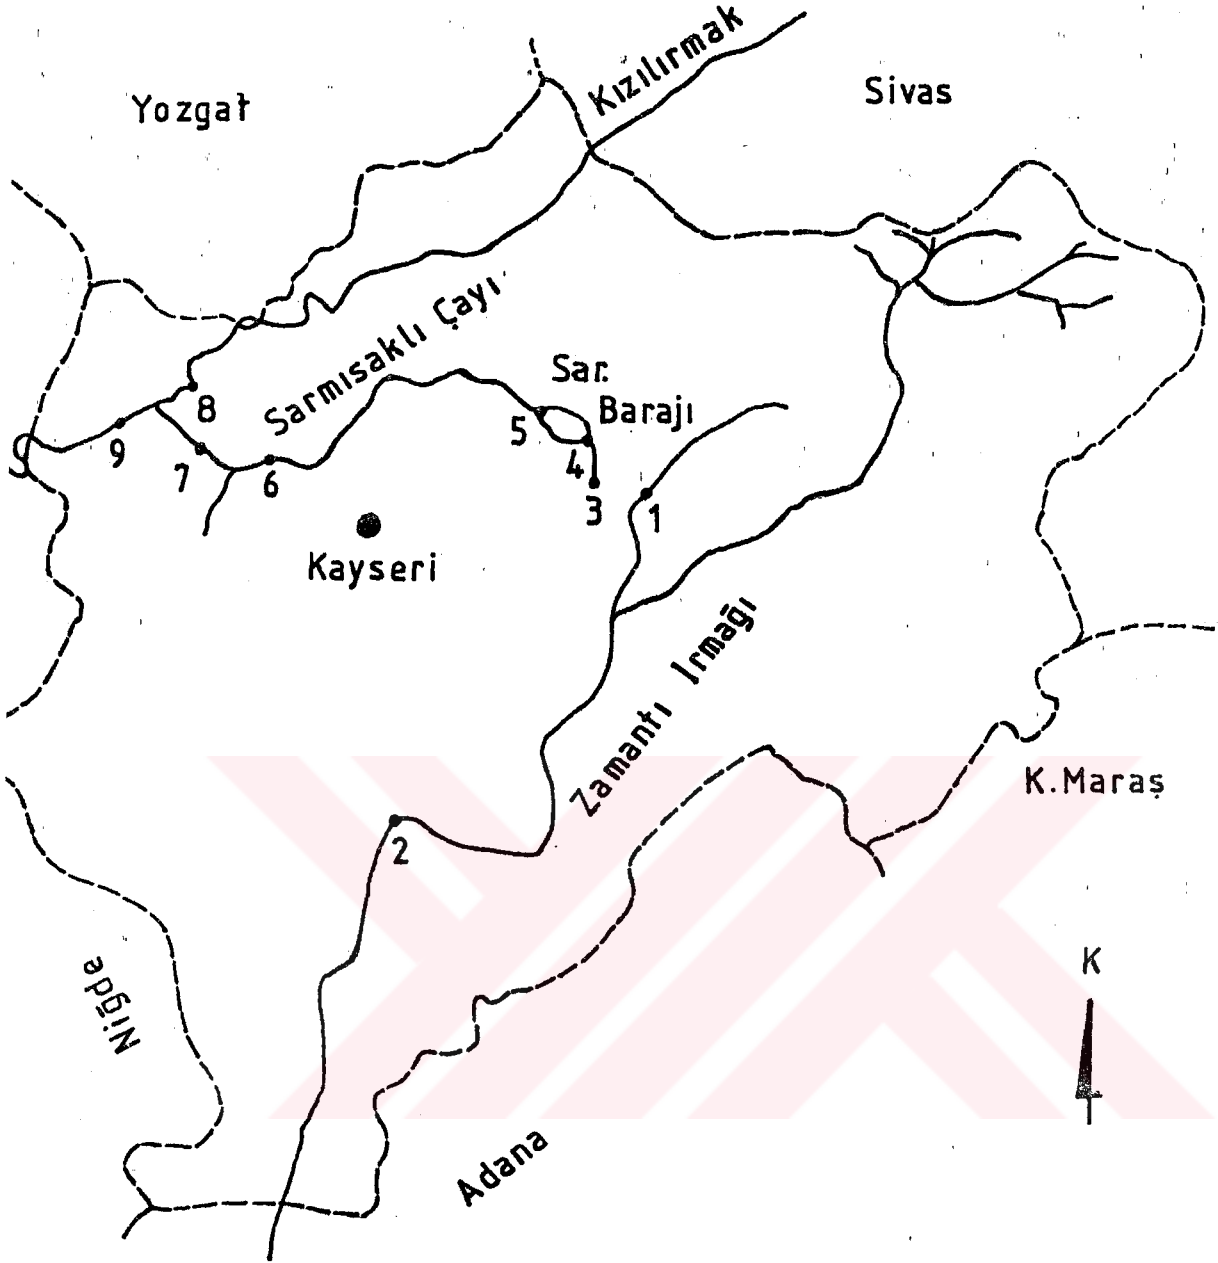 Kızılırmak
Yozgat
Sivas
Sarmısaklı Çayı
Sar.
Barajı
8
5
9
7
6
4
3
1
Kayseri
Zamantı Irmağı
K.Maraş
2
Niğde
K
Adana